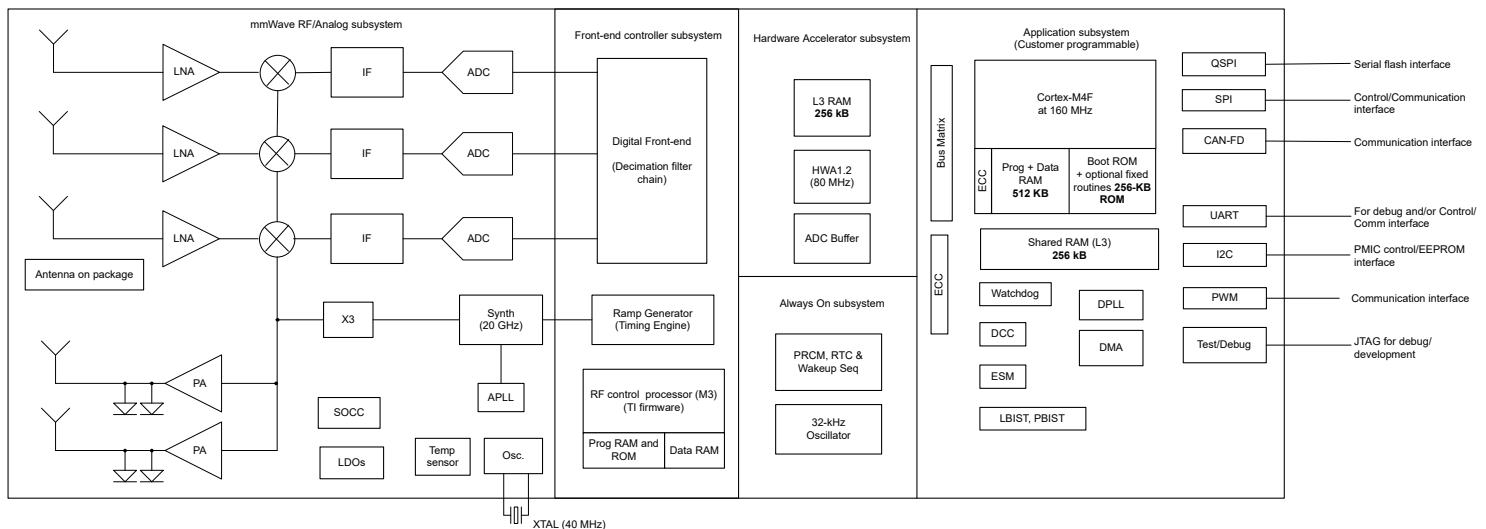 mmWave RF/Analog subsystem
LNA
IF
ADC
LNA
IF
ADC
LNA
IF
ADC
Antenna on package
X3
Synth
(20 GHz)
PA
APLL
SOCC
PA
LDOs
Temp
sensor
Osc.
XTAL (40 MHz)
Front-end controller subsystem
Digital Front-end
(Decimation filter
chain)
Ramp Generator
(Timing Engine)
RF control processor (M3)
(TI firmware)
Prog RAM and
ROM
Data RAM
Hardware Accelerator subsystem
L3 RAM
256 kB
HWA1.2
(80 MHz)
ADC Buffer
Always On subsystem
PRCM, RTC &
Wakeup Seq
32-kHz
Oscillator
Application subsystem
(Customer programmable)
Bus Matrix
Cortex-M4F
at 160 MHz
ECC
Prog + Data
RAM
512 KB
Boot ROM
+ optional fixed
routines 256-KB
ROM
ECC
Shared RAM (L3)
256 kB
Watchdog
DPLL
DCC
DMA
ESM
LBIST, PBIST
QSPI
Serial flash interface
SPI
Control/Communication
interface
CAN-FD
Communication interface
UART
For debug and/or Control/
Comm interface
I2C
PMIC control/EEPROM
interface
PWM
Communication interface
Test/Debug
JTAG for debug/
development